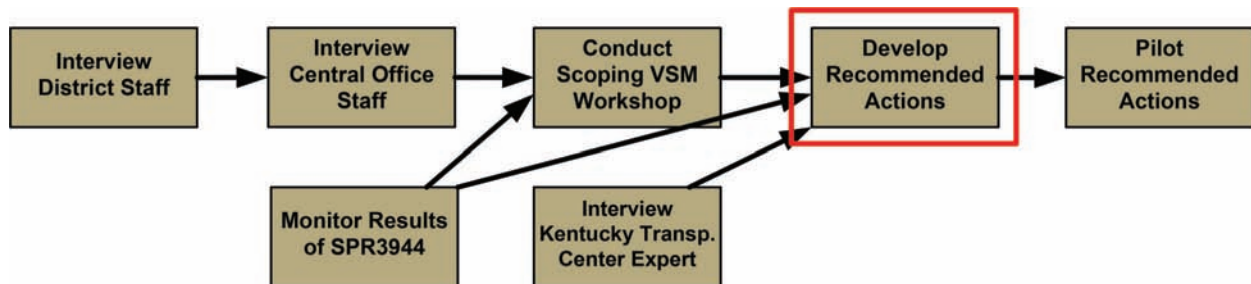 Interview
District Staff
Interview
Central Office
Staff
Conduct
Scoping VSM
Workshop
Develop
Recommended
Actions
Pilot
Recommended
Actions
Monitor Results
of SPR3944
Interview
Kentucky Transp.
Center Expert